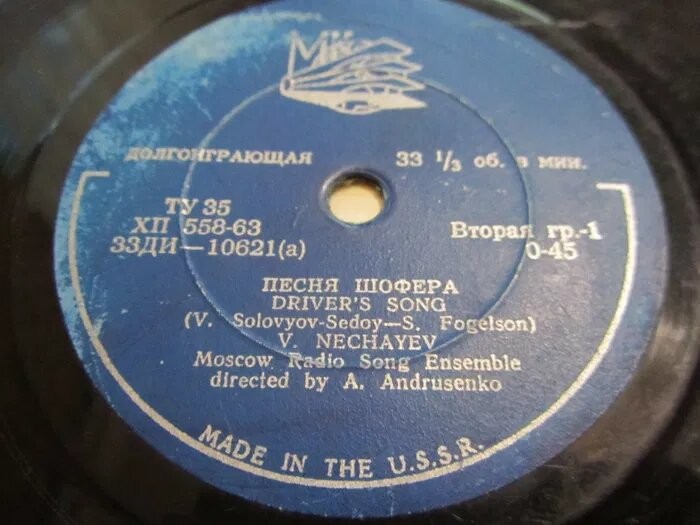 МК
ДОЛГОИГРАЮЩАЯ 33 1/3 об. в мин.
ТУ 35
ХП 558-63
33ДИ—10621(а)
Вторая гр.-1
0-45
ПЕСНЯ ШОФЕРА
DRIVER'S SONG
(V. Solovyov-Sedoy—S. Fogelson)
V. NECHAYEV
Moscow Radio Song Ensemble
directed by A. Andrusenko
MADE IN THE U.S.S.R.